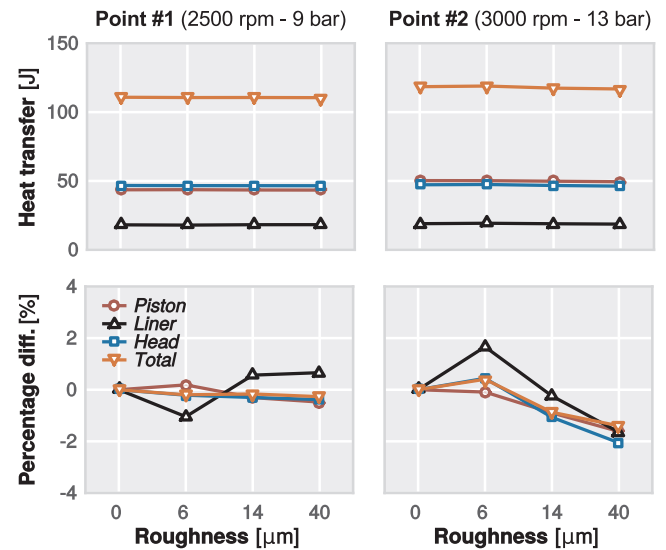 Point #1 (2500 rpm - 9 bar)
Point #2 (3000 rpm - 13 bar)
Heat transfer [J]
150
100
50
0
Percentage diff. [%]
4
2
0
-2
-4
Piston
Liner
Head
Total
0 6 14 40
0 6 14 40
Roughness [µm]
Roughness [µm]